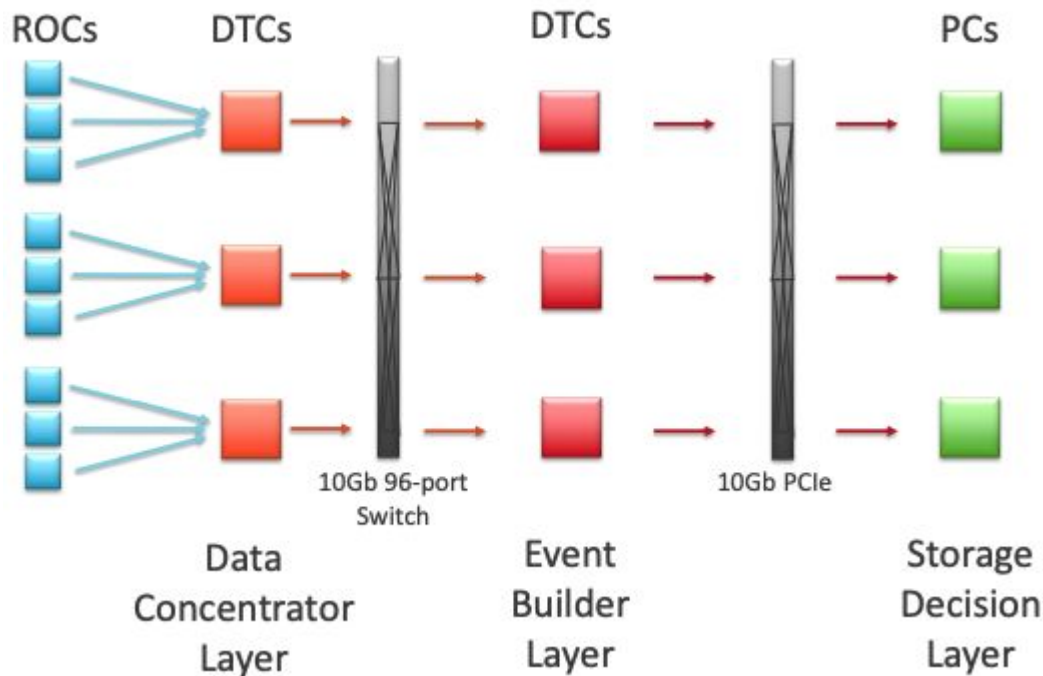 ROCs
DTCs
DTCs
PCs
10Gb 96-port
Switch
10Gb PCIe
Data
Concentrator
Layer
Event
Builder
Layer
Storage
Decision
Layer